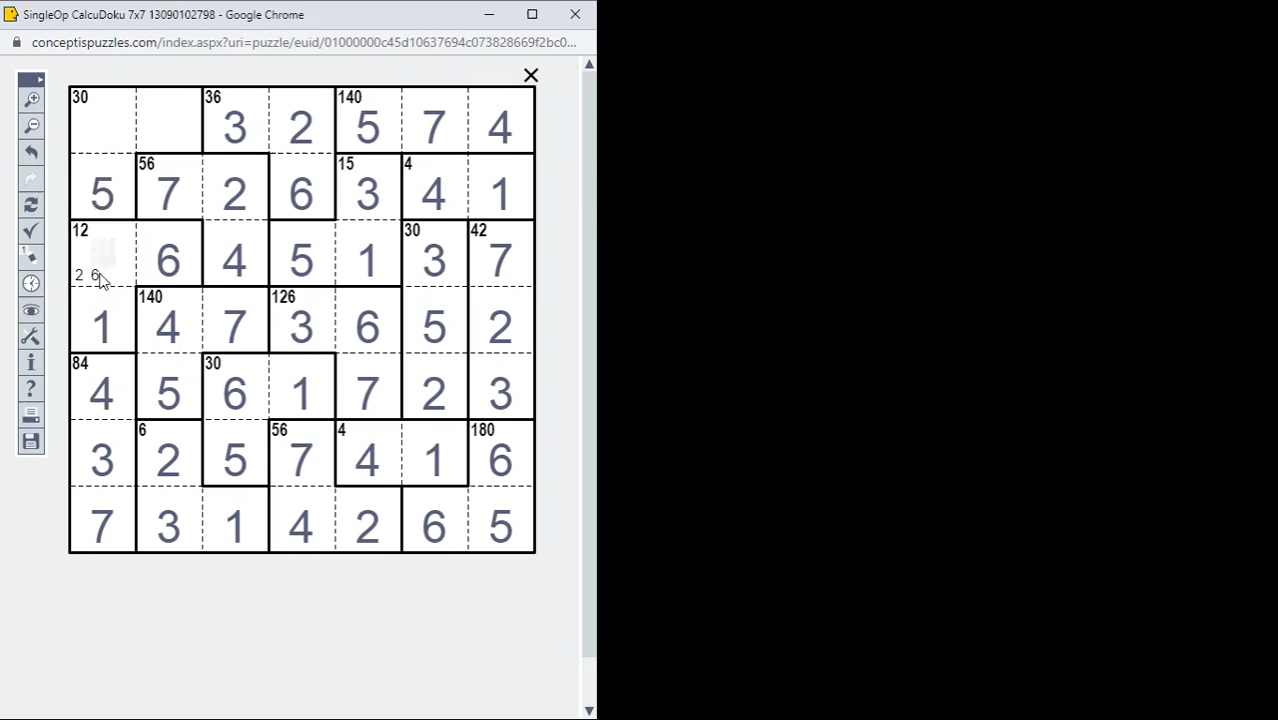 SingleOp CalcuDoku 7x7 13090102798 - Google Chrome
conceptispuzzles.com/index.aspx?uri=puzzle/euid/01000000c45d10637694c073828669f2bc0...
30 36 140
3 2 5 7 4
56 15 4
5 7 2 6 3 4 1
12 30 42
6 4 5 1 3 7
2 6
140 126
1 4 7 3 6 5 2
84 30
4 5 6 1 7 2 3
6 56 4 180
3 2 5 7 4 1 6
7 3 1 4 2 6 5